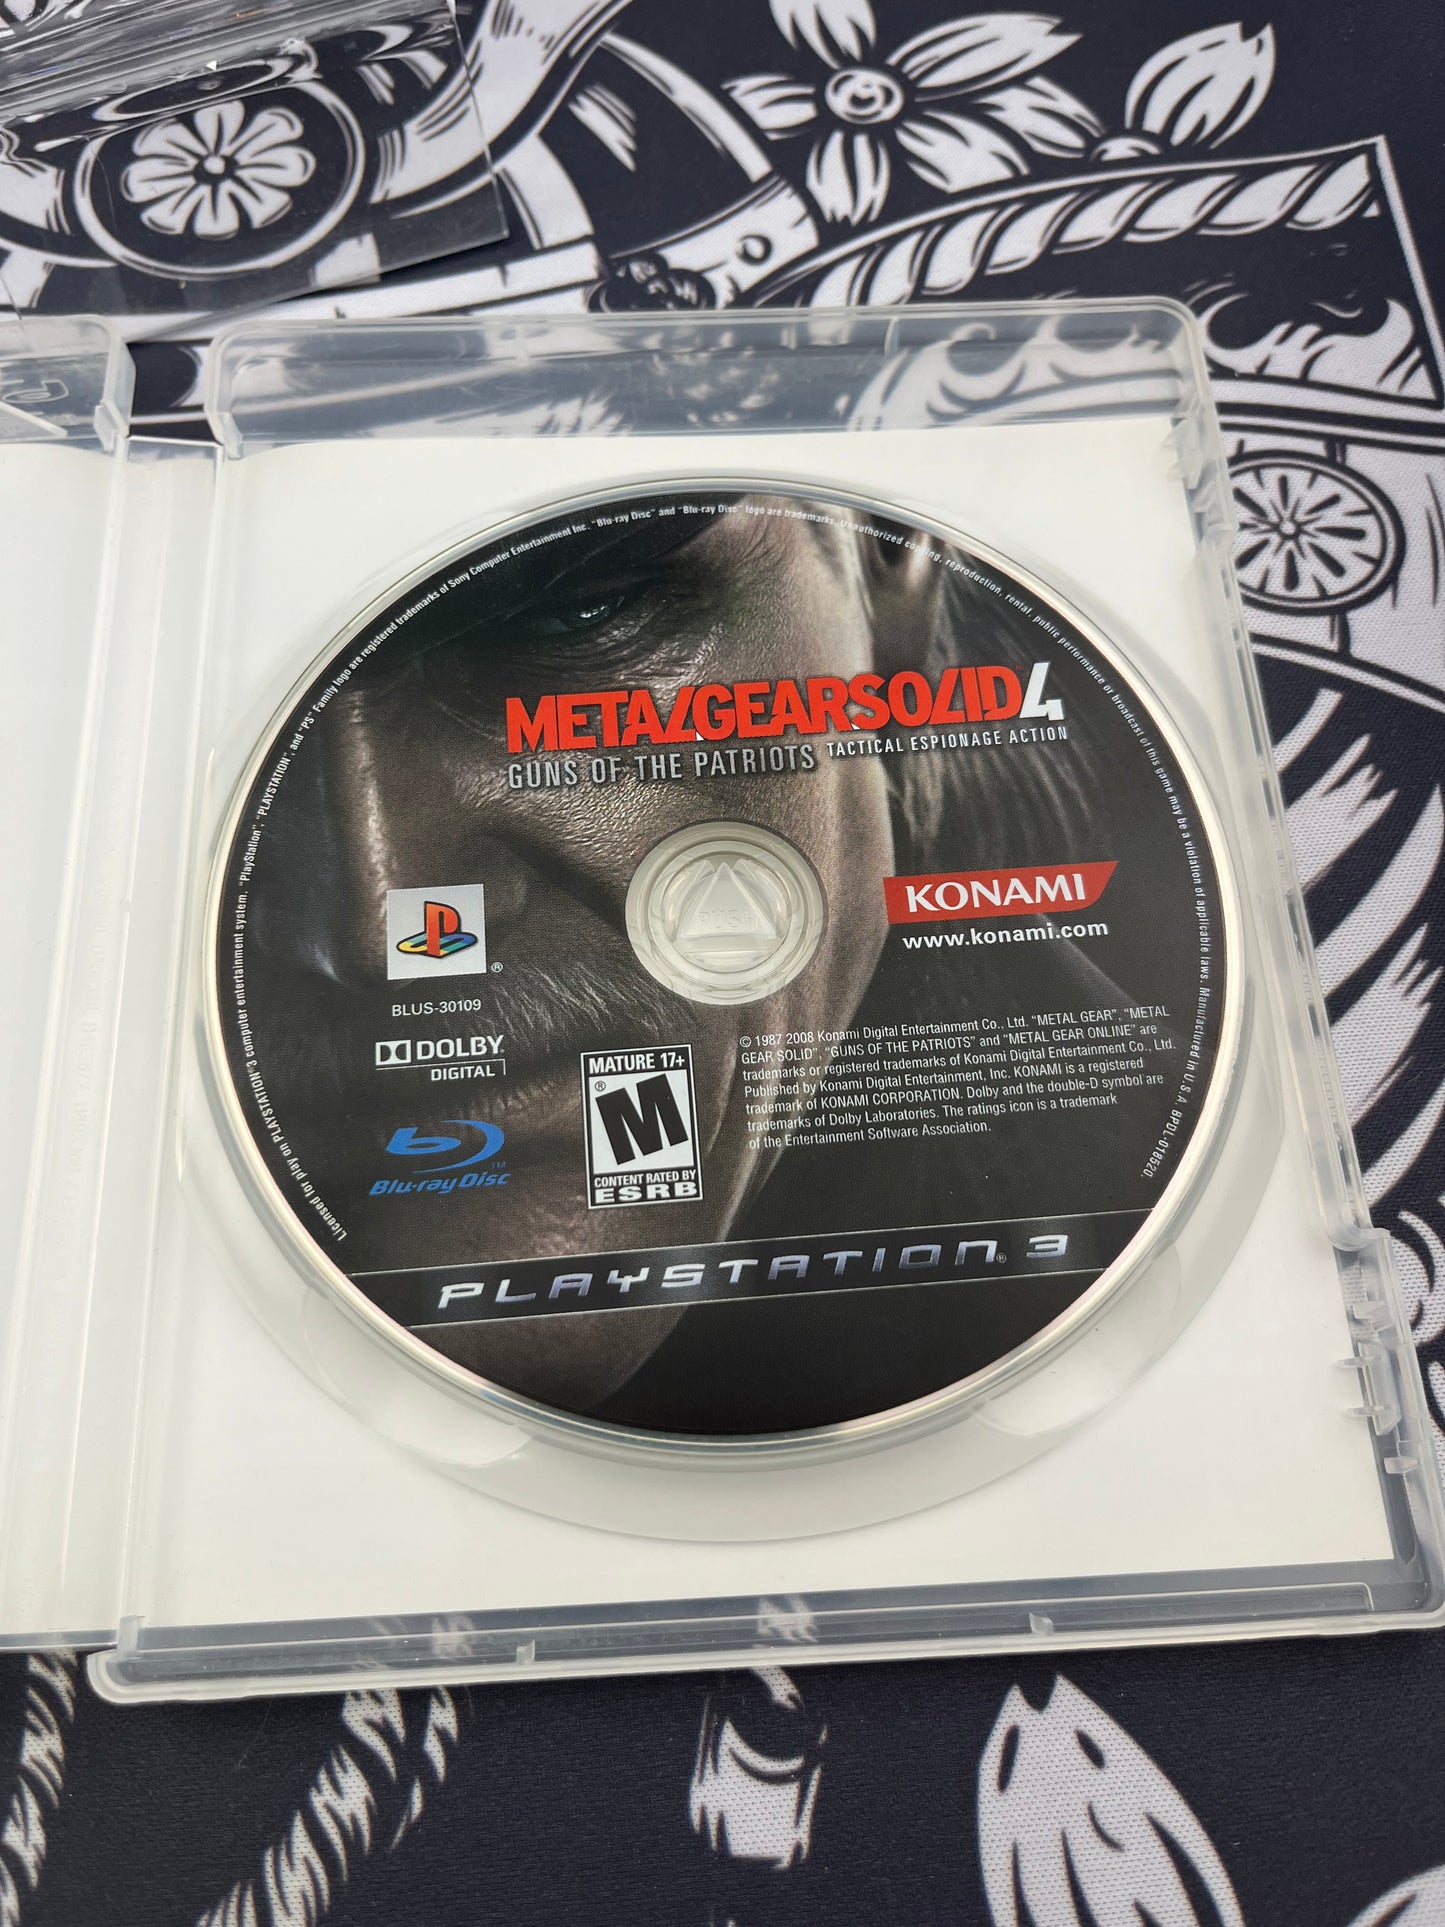 Licensed for play on PLAYSTATION®3 computer entertainment system. "PlayStation", "PLAYSTATION", and "PS" Family logo are registered trademarks of Sony Computer Entertainment Inc. "Blu-ray Disc" and "Blu-ray Disc" logo are trademarks. Unauthorized copying, reproduction, rental, public performance or broadcast of this game may be a violation of applicable laws. Manufactured in U.S.A. BPDL-018520.
METAL GEAR SOLID 4
GUNS OF THE PATRIOTS TACTICAL ESPIONAGE ACTION
KONAMI
www.konami.com
®
BLUS-30109
DOLBY
DIGITAL
Blu-ray Disc™
MATURE 17+
®
M
CONTENT RATED BY
ESRB
© 1987 2008 Konami Digital Entertainment Co., Ltd. "METAL GEAR", "METAL
GEAR SOLID", "GUNS OF THE PATRIOTS" and "METAL GEAR ONLINE" are
trademarks or registered trademarks of Konami Digital Entertainment Co., Ltd.
Published by Konami Digital Entertainment, Inc. KONAMI is a registered
trademark of KONAMI CORPORATION. Dolby and the double-D symbol are
trademarks of Dolby Laboratories. The ratings icon is a trademark
of the Entertainment Software Association.
PLAYSTATION®3